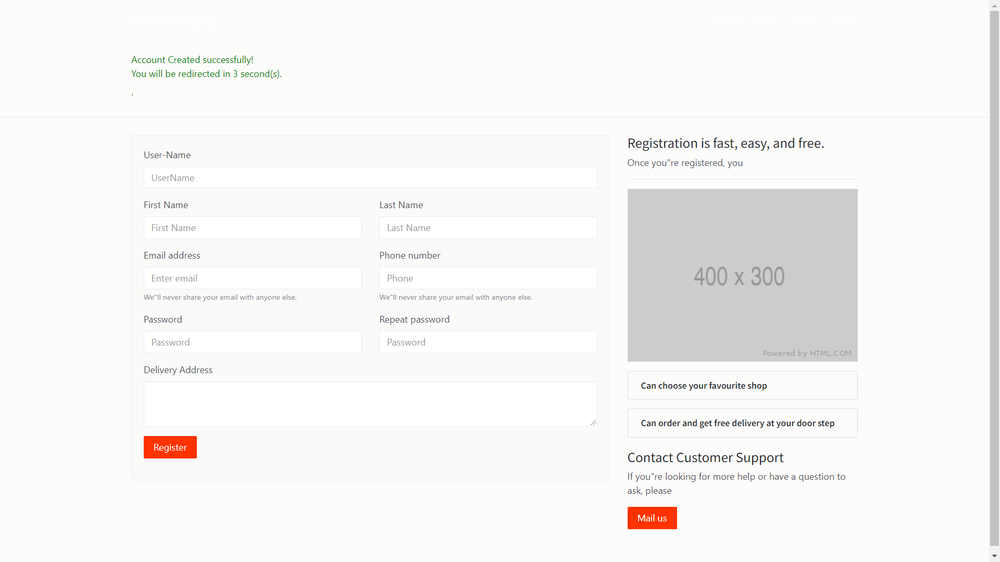 Grocery Shoping
Home
Account Created successfully!
You will be redirected in 3 second(s).
'
Registration is fast, easy, and free.
Once you"re registered, you
User-Name
UserName
First Name
Last Name
First Name
Last Name
Email address
Phone number
Enter email
Phone
We"ll never share your email with anyone else.
We"ll never share your email with anyone else.
Password
Repeat password
Password
Password
Delivery Address
Register
400 x 300
Powered by HTML.COM
Can choose your favourite shop
Can order and get free delivery at your door step
Contact Customer Support
If you"re looking for more help or have a question to
ask, please
Mail us